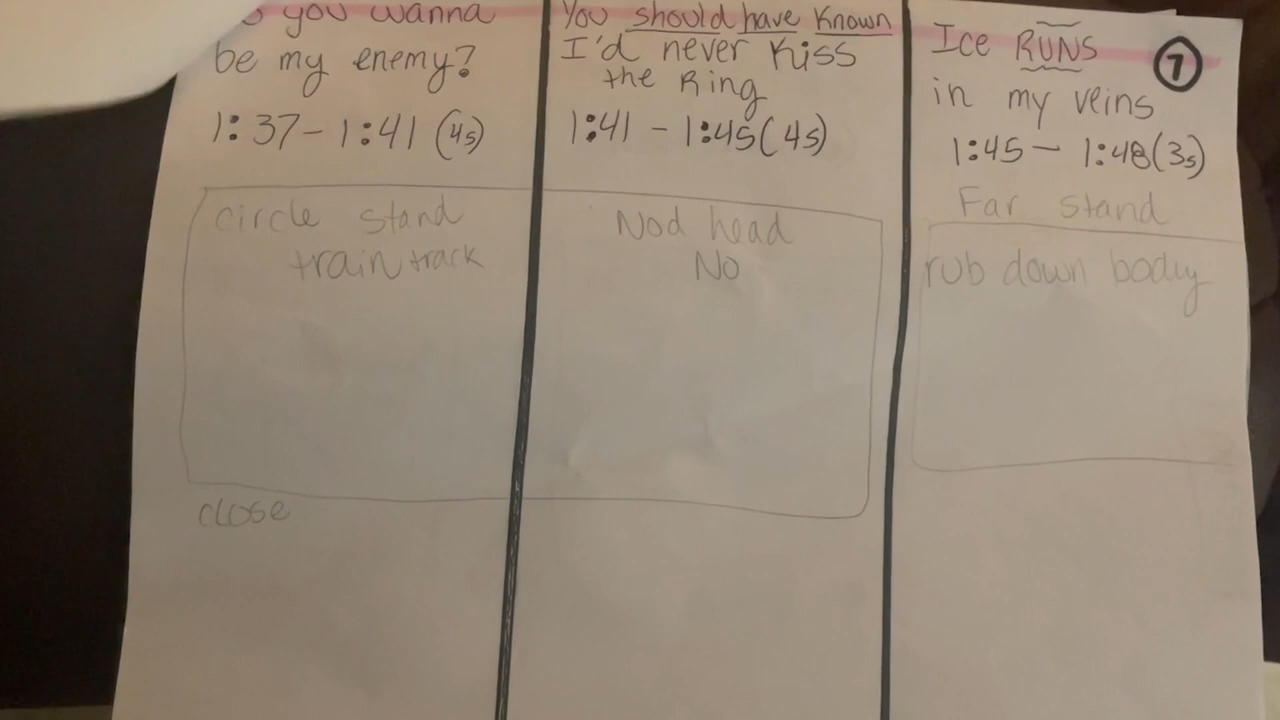 you wanna
be my enemy?
1:37-1:41 (4s)
circle stand
train track
close
You should have known
I'd never kiss
the Ring
1:41 - 1:45 (4s)
Nod head
No
Ice RUNS
7
in my veins
1:45 - 1:48 (3s)
Far stand
rub down body